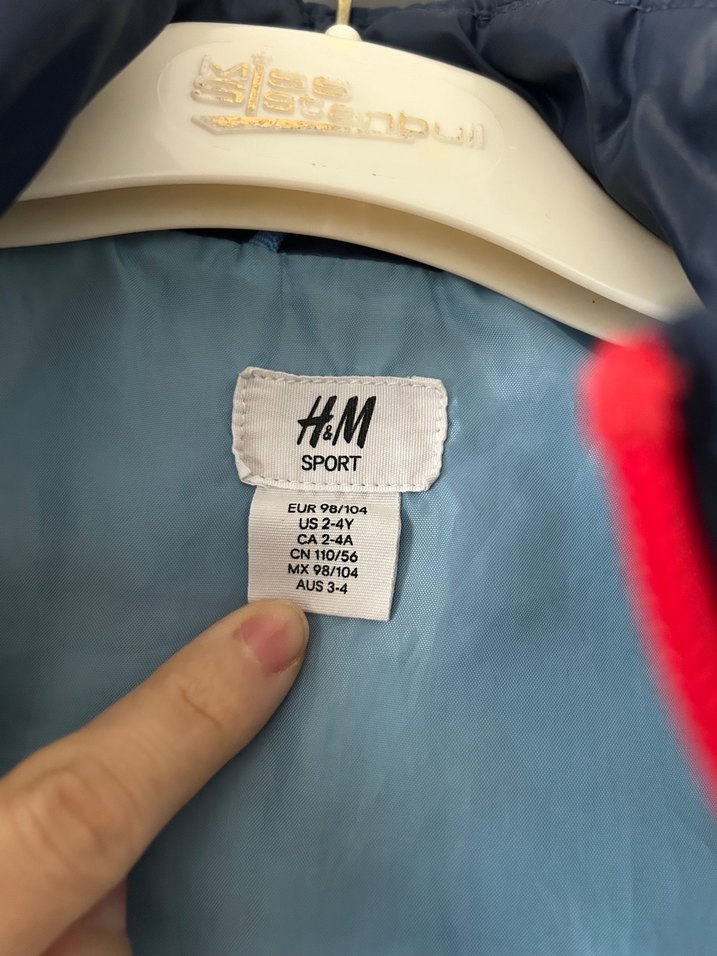 Miss
Istanbull
H&M
SPORT
EUR 98/104
US 2-4Y
CA 2-4A
CN 110/56
MX 98/104
AUS 3-4